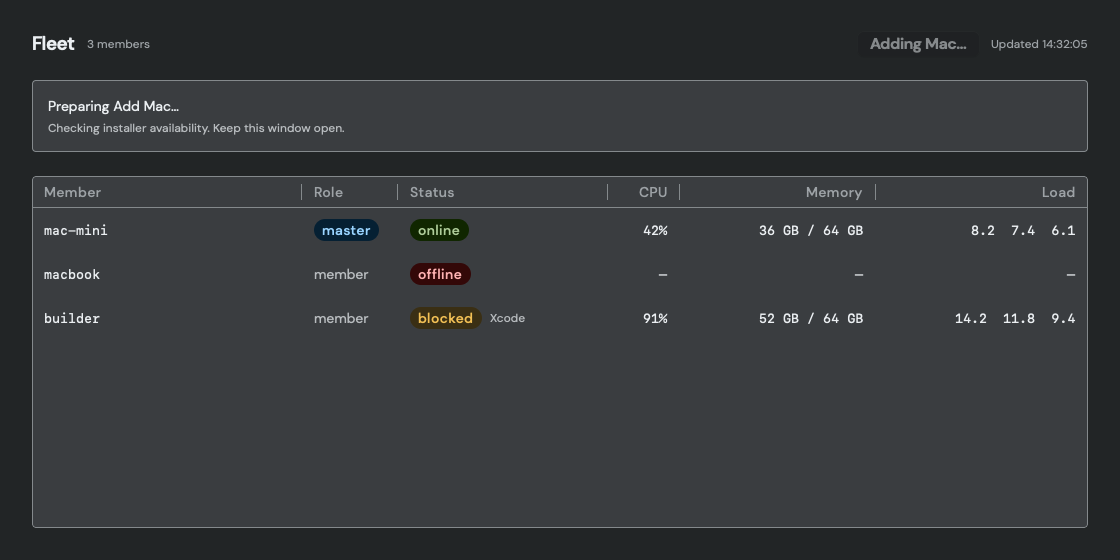 Fleet 3 members Adding Mac... Updated 14:32:05
Preparing Add Mac...
Checking installer availability. Keep this window open.
Member Role Status CPU Memory Load
mac-mini master online 42% 36 GB / 64 GB 8.2 7.4 6.1
macbook member offline — — —
builder member blocked Xcode 91% 52 GB / 64 GB 14.2 11.8 9.4